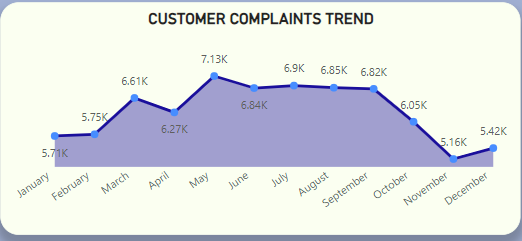 CUSTOMER COMPLAINTS TREND
5.71K
5.75K
6.61K
6.27K
7.13K
6.84K
6.9K
6.85K
6.82K
6.05K
5.16K
5.42K
January
February
March
April
May
June
July
August
September
October
November
December